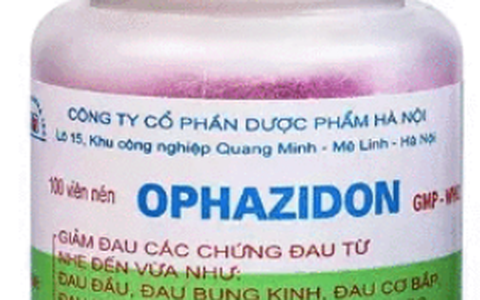 CÔNG TY CỔ PHẦN DƯỢC PHẨM HÀ NỘI
Lô 15, Khu công nghiệp Quang Minh - Mê Linh - Hà Nội
100 viên nén OPHAZIDON GMP - WHO
GIẢM ĐAU CÁC CHỨNG ĐAU TỪ
NHẸ ĐẾN VỪA NHƯ:
ĐAU ĐẦU, ĐAU BỤNG KINH, ĐAU CƠ BẮP,